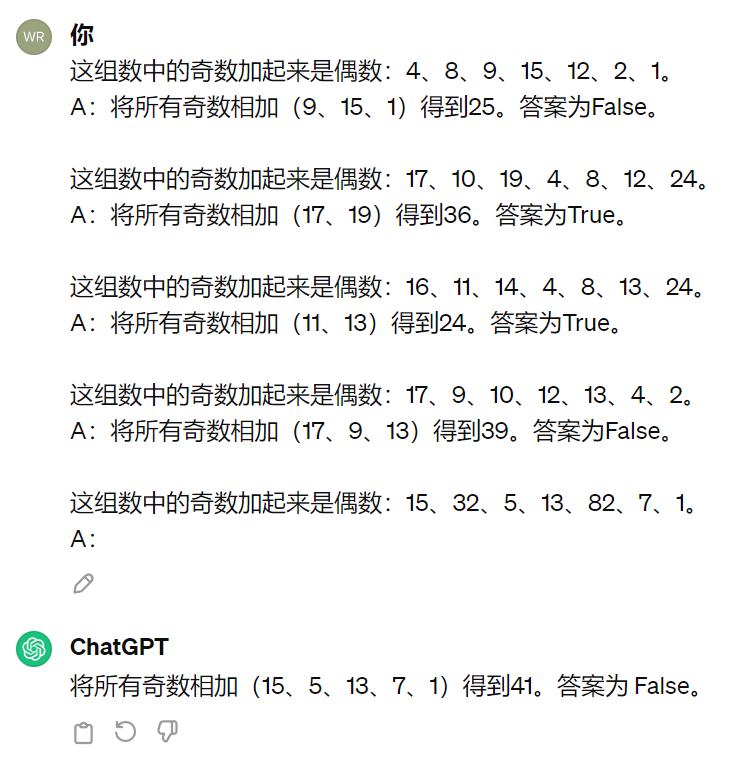 WR
你
这组数中的奇数加起来是偶数：4、8、9、15、12、2、1。
A：将所有奇数相加（9、15、1）得到25。答案为False。
这组数中的奇数加起来是偶数：17、10、19、4、8、12、24。
A：将所有奇数相加（17、19）得到36。答案为True。
这组数中的奇数加起来是偶数：16、11、14、4、8、13、24。
A：将所有奇数相加（11、13）得到24。答案为True。
这组数中的奇数加起来是偶数：17、9、10、12、13、4、2。
A：将所有奇数相加（17、9、13）得到39。答案为False。
这组数中的奇数加起来是偶数：15、32、5、13、82、7、1。
A：
ChatGPT
将所有奇数相加（15、5、13、7、1）得到41。答案为 False。